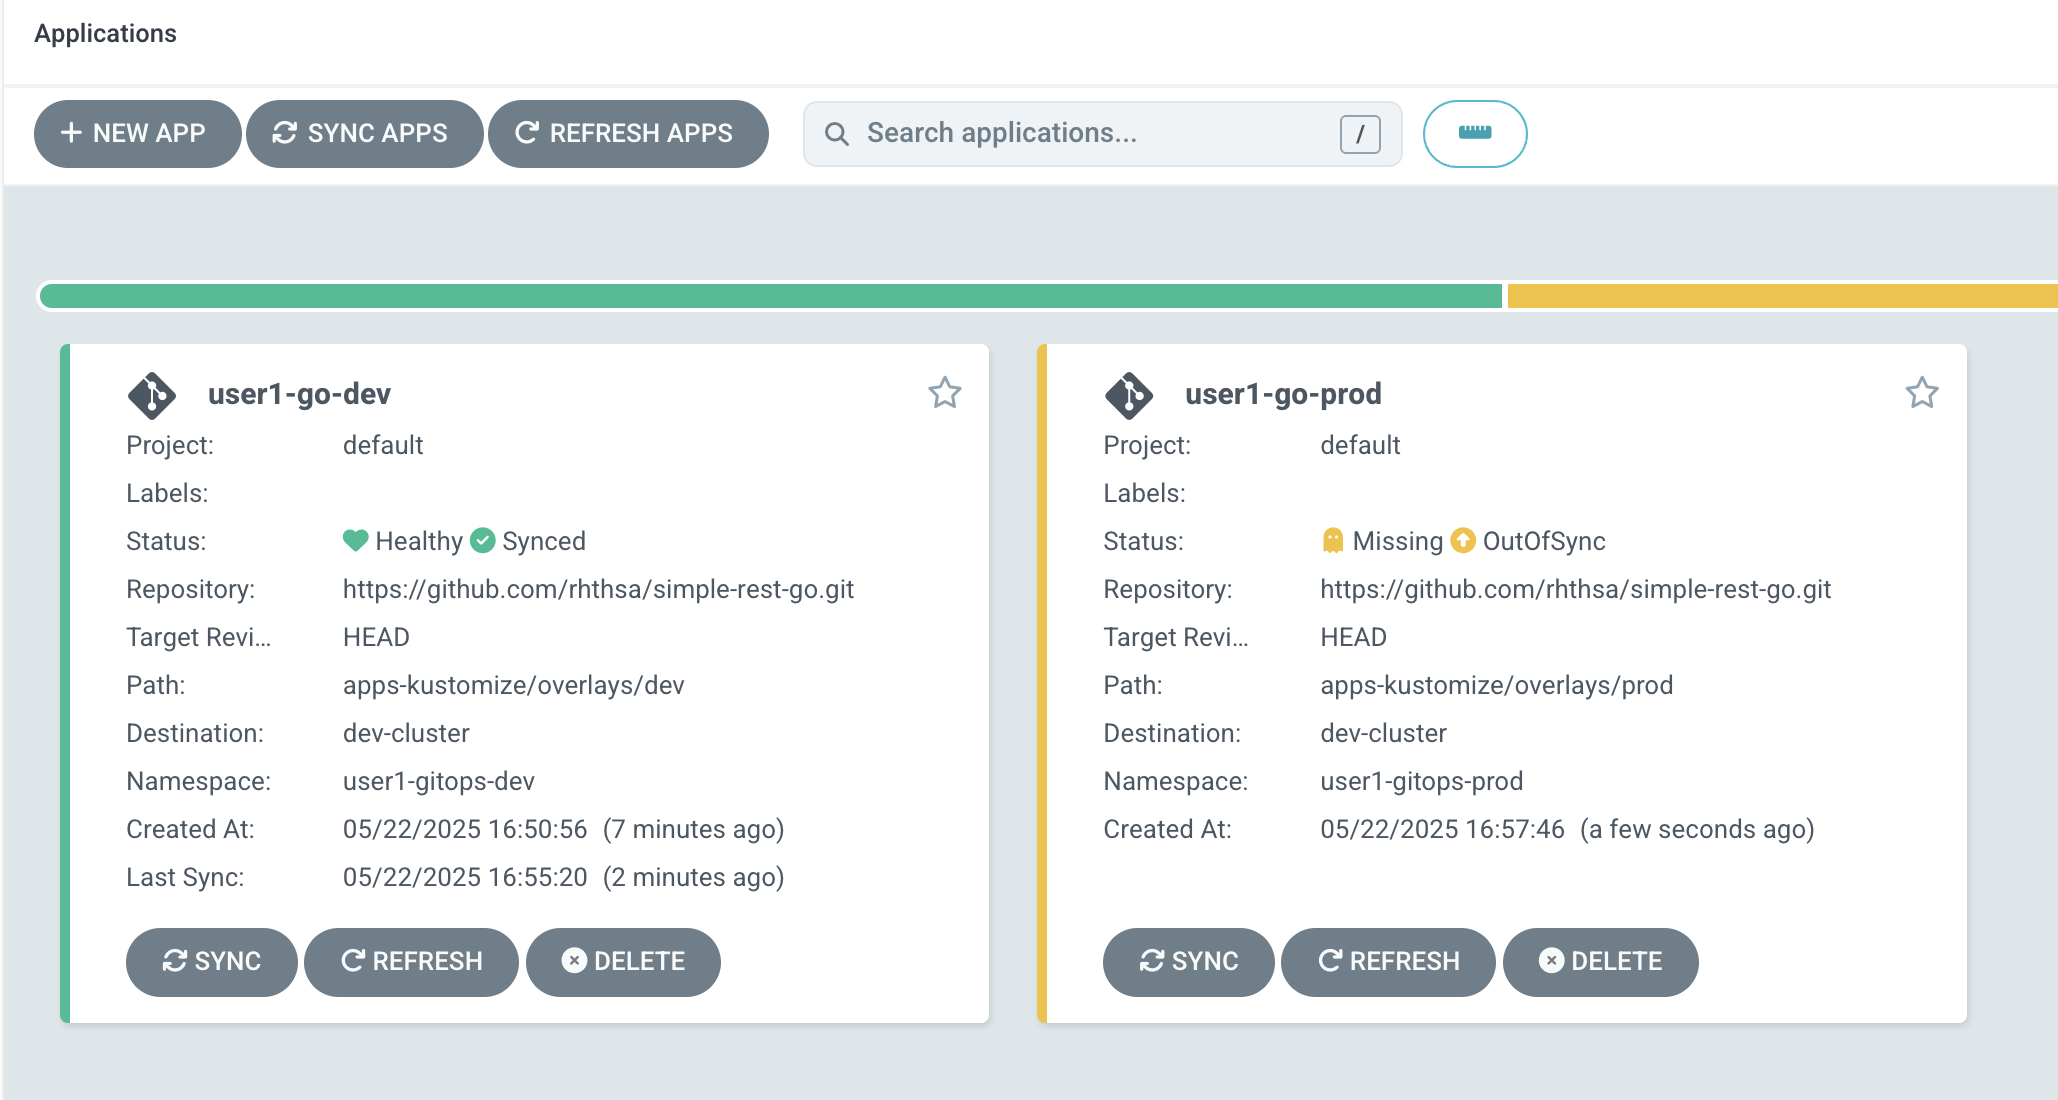 Applications
NEW APP SYNC APPS REFRESH APPS Search applications... /
user1-go-dev
Project: default
Labels:
Status: Healthy Synced
Repository: https://github.com/rhthsa/simple-rest-go.git
Target Revi... HEAD
Path: apps-kustomize/overlays/dev
Destination: dev-cluster
Namespace: user1-gitops-dev
Created At: 05/22/2025 16:50:56 (7 minutes ago)
Last Sync: 05/22/2025 16:55:20 (2 minutes ago)
SYNC REFRESH DELETE
user1-go-prod
Project: default
Labels:
Status: Missing OutOfSync
Repository: https://github.com/rhthsa/simple-rest-go.git
Target Revi... HEAD
Path: apps-kustomize/overlays/prod
Destination: dev-cluster
Namespace: user1-gitops-prod
Created At: 05/22/2025 16:57:46 (a few seconds ago)
SYNC REFRESH DELETE